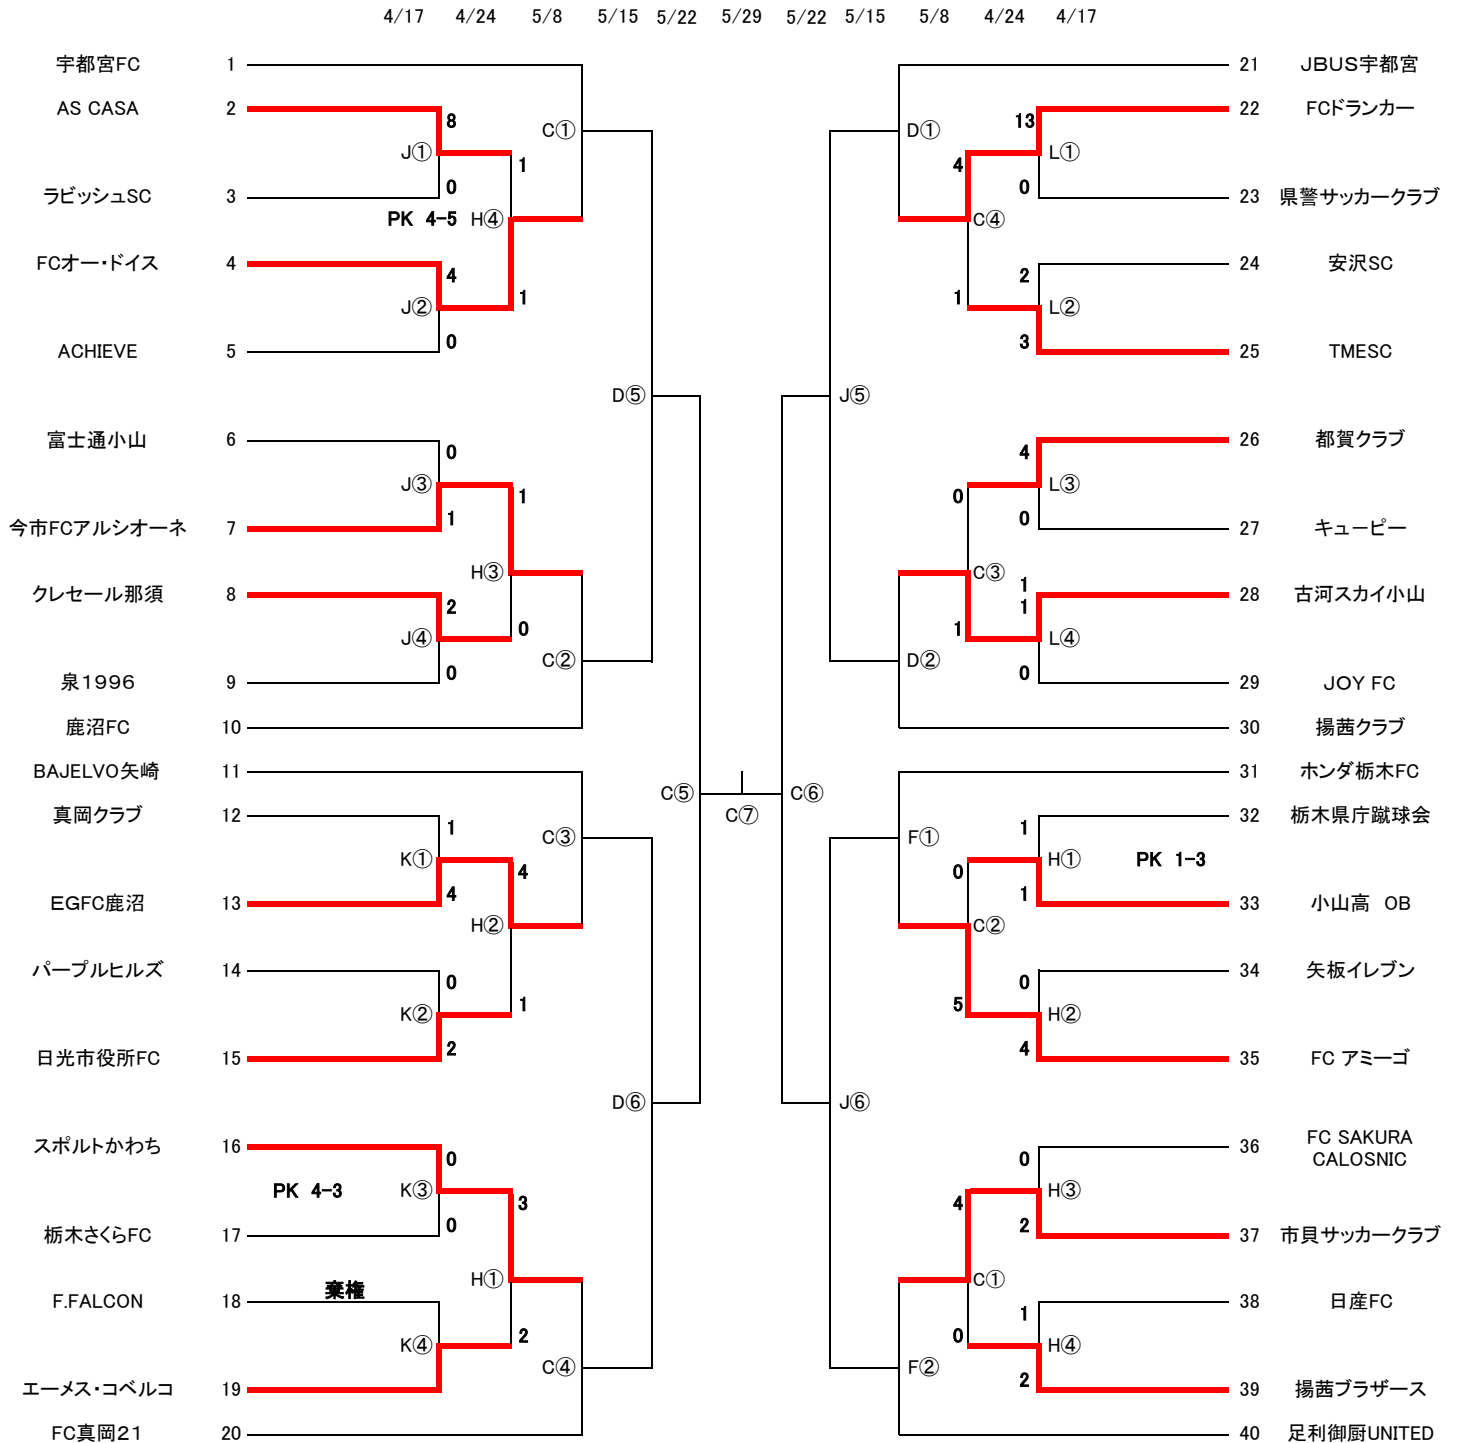 4/17 4/24 5/8 5/15 5/22 5/29 5/22 5/15 5/8 4/24 4/17
宇都宮FC 1 21 JBUS宇都宮
AS CASA 2 22 FCドランカー
8 13
C① D①
J① L①
1 4
0 0
ラビッシュSC 3 23 県警サッカークラブ
PK 4-5 H④ C④
FCオー・ドイス 4 24 安沢SC
4 2
1 1
J② L②
0 3
ACHIEVE 5 25 TMESC
D⑤ J⑤
富士通小山 6 26 都賀クラブ
0 4
J③ L③
1 0
1 0
今市FCアルシオーネ 7 27 キューピー
H③ C③
1
クレセール那須 8 28 古河スカイ小山
2 1
0 1
J④ L④
C② D②
0 0
泉1996 9 29 JOY FC
鹿沼FC 10 30 揚茜クラブ
BAJELVO矢崎 11 31 ホンダ栃木FC
C⑤ C⑥
C⑦
真岡クラブ 12 32 栃木県庁蹴球会
1 1
C③ F①
K① H① PK 1-3
4 0
4 1
EGFC鹿沼 13 33 小山高 OB
H② C②
パープルヒルズ 14 34 矢板イレブン
0 0
1 5
K② H②
2 4
日光市役所FC 15 35 FC アミーゴ
D⑥ J⑥
スポルトかわち 16 36 FC SAKURA
CALOSNIC
0 0
PK 4-3 K③ H③
3 4
0 2
栃木さくらFC 17 37 市貝サッカークラブ
H① C①
棄権
F.FALCON 18 38 日産FC
1
2 0
K④ H④
C④ F②
2
エーメス・コベルコ 19 39 揚茜ブラザース
FC真岡21 20 40 足利御厨UNITED